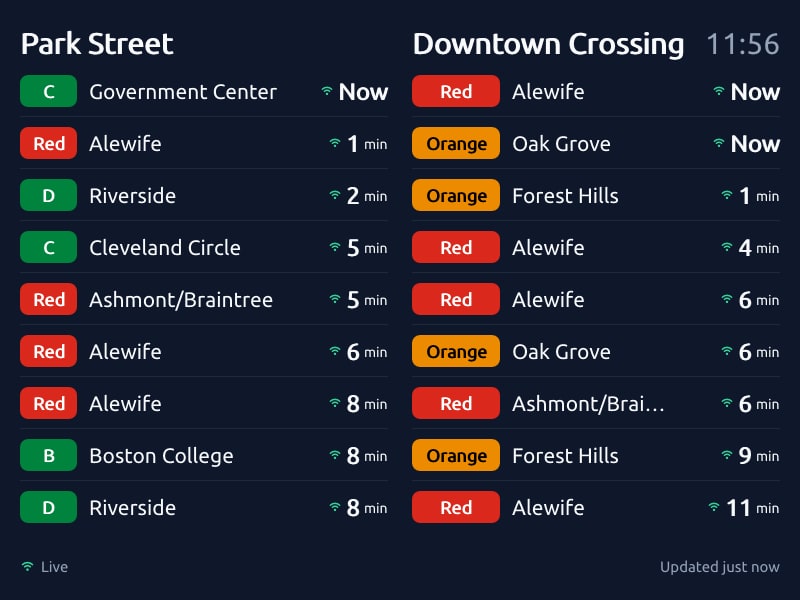 Park Street
C Government Center Now
Red Alewife 1 min
D Riverside 2 min
C Cleveland Circle 5 min
Red Ashmont/Braintree 5 min
Red Alewife 6 min
Red Alewife 8 min
B Boston College 8 min
D Riverside 8 min
Downtown Crossing 11:56
Red Alewife Now
Orange Oak Grove Now
Orange Forest Hills 1 min
Red Alewife 4 min
Red Alewife 6 min
Orange Oak Grove 6 min
Red Ashmont/Brai… 6 min
Orange Forest Hills 9 min
Red Alewife 11 min
Live
Updated just now